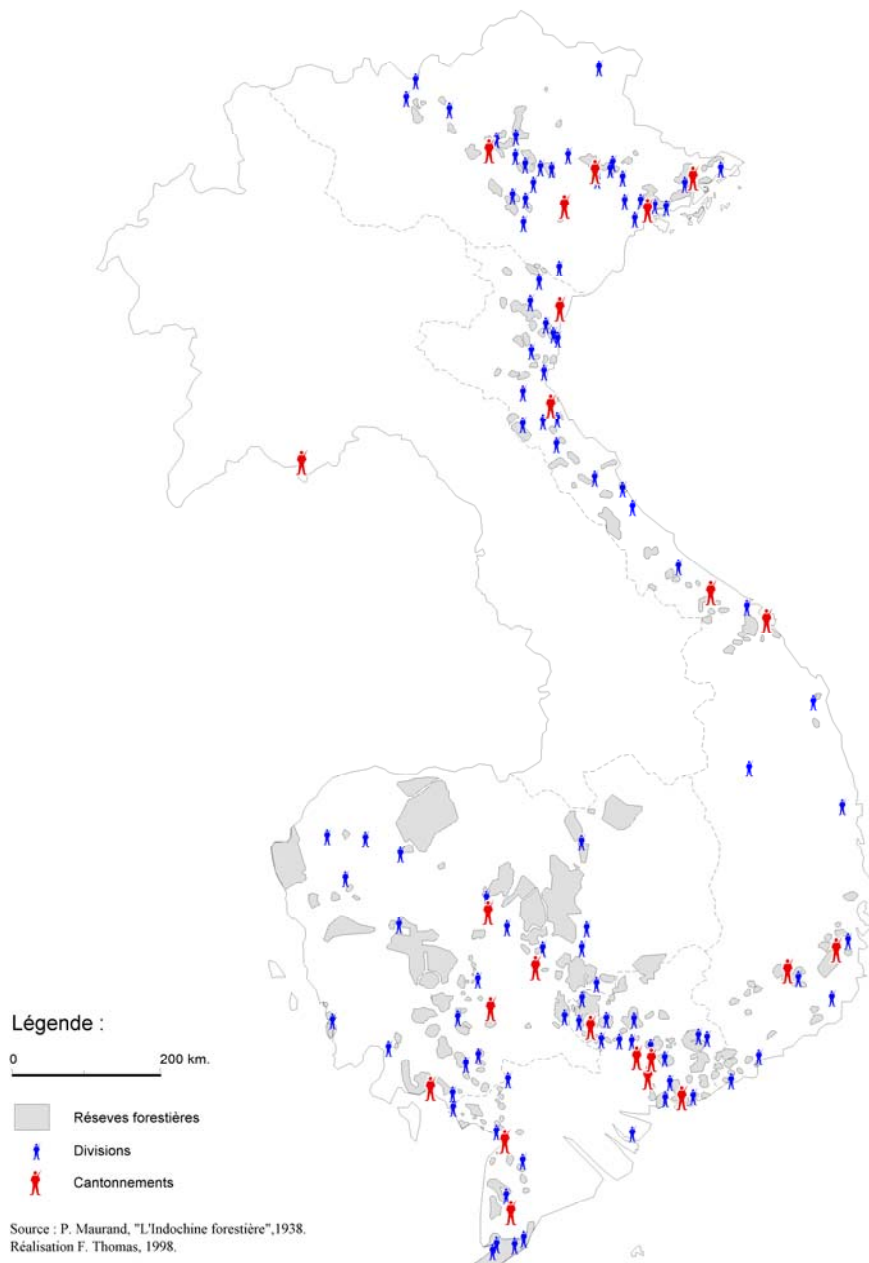 Légende :
0 200 km.
Réseves forestières
Divisions
Cantonnements
Source : P. Maurand, "L'Indochine forestière",1938.
Réalisation F. Thomas, 1998.